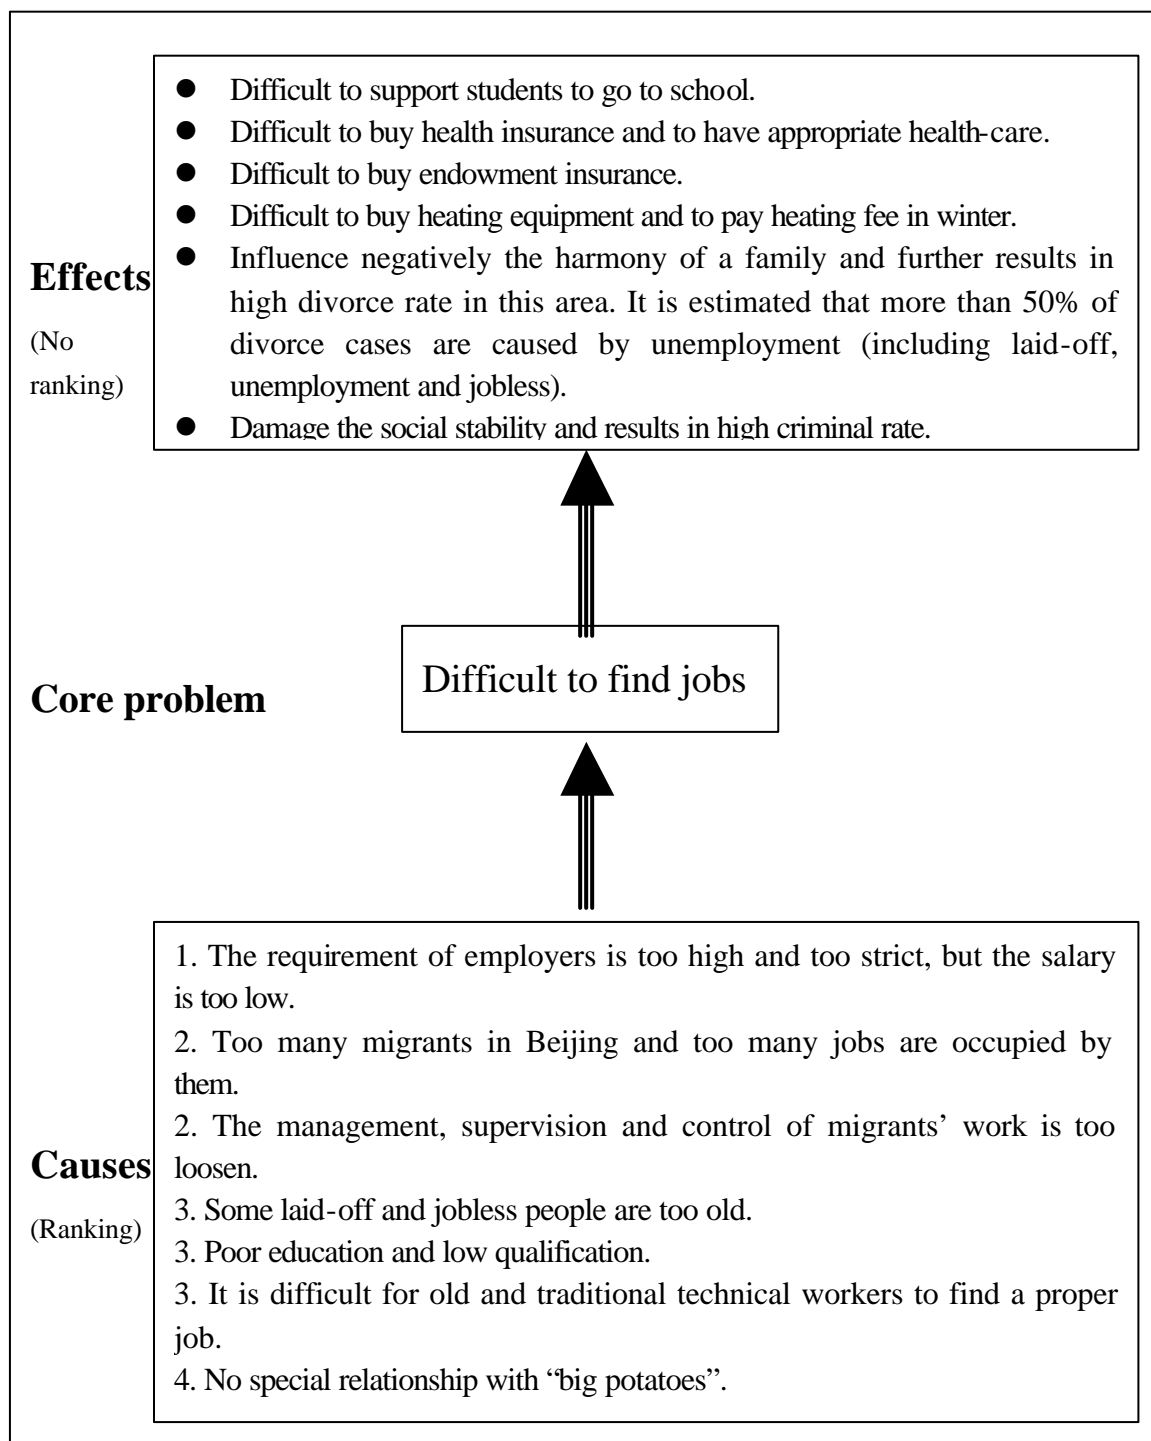 ● Difficult to support students to go to school.
● Difficult to buy health insurance and to have appropriate health-care.
● Difficult to buy endowment insurance.
● Difficult to buy heating equipment and to pay heating fee in winter.
● Influence negatively the harmony of a family and further results in
high divorce rate in this area. It is estimated that more than 50% of
divorce cases are caused by unemployment (including laid-off,
unemployment and jobless).
● Damage the social stability and results in high criminal rate.
Effects
(No
ranking)
Difficult to find jobs
Core problem
1. The requirement of employers is too high and too strict, but the salary
is too low.
2. Too many migrants in Beijing and too many jobs are occupied by
them.
2. The management, supervision and control of migrants’ work is too
loosen.
3. Some laid-off and jobless people are too old.
3. Poor education and low qualification.
3. It is difficult for old and traditional technical workers to find a proper
job.
4. No special relationship with “big potatoes”.
Causes
(Ranking)